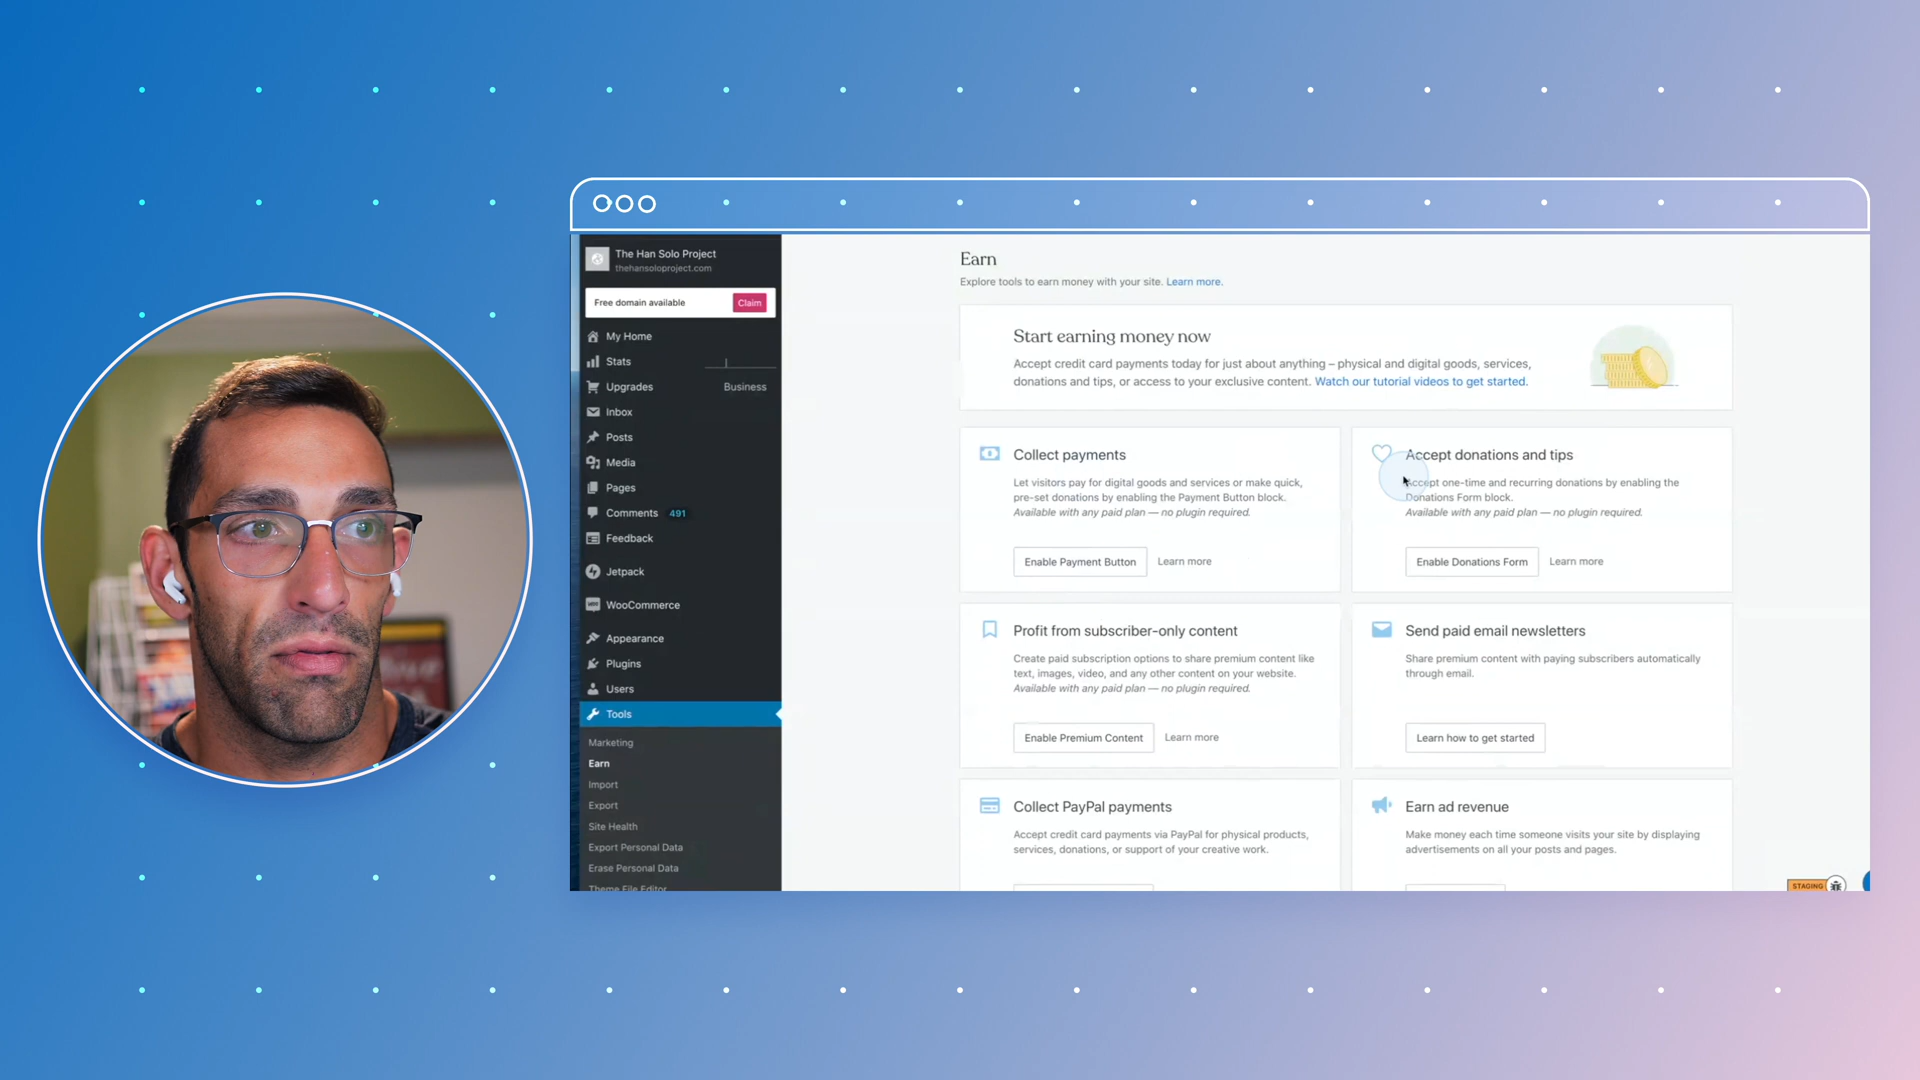 The Han Solo Project
thehansoloproject.com
Free domain available
Claim
My Home
Stats
Upgrades
Business
Inbox
Posts
Media
Pages
Comments
491
Feedback
Jetpack
WooCommerce
Appearance
Plugins
Users
Tools
Marketing
Earn
Import
Export
Site Health
Export Personal Data
Erase Personal Data
Theme File Editor
Earn
Explore tools to earn money with your site. Learn more.
Start earning money now
Accept credit card payments today for just about anything – physical and digital goods, services,
donations and tips, or access to your exclusive content. Watch our tutorial videos to get started.
Collect payments
Let visitors pay for digital goods and services or make quick,
pre-set donations by enabling the Payment Button block.
Available with any paid plan — no plugin required.
Enable Payment Button
Learn more
Accept donations and tips
Accept one-time and recurring donations by enabling the
Donations Form block.
Available with any paid plan — no plugin required.
Enable Donations Form
Learn more
Profit from subscriber-only content
Create paid subscription options to share premium content like
text, images, video, and any other content on your website.
Available with any paid plan — no plugin required.
Enable Premium Content
Learn more
Send paid email newsletters
Share premium content with paying subscribers automatically
through email.
Learn how to get started
Collect PayPal payments
Accept credit card payments via PayPal for physical products,
services, donations, or support of your creative work.
Earn ad revenue
Make money each time someone visits your site by displaying
advertisements on all your posts and pages.
STAGING